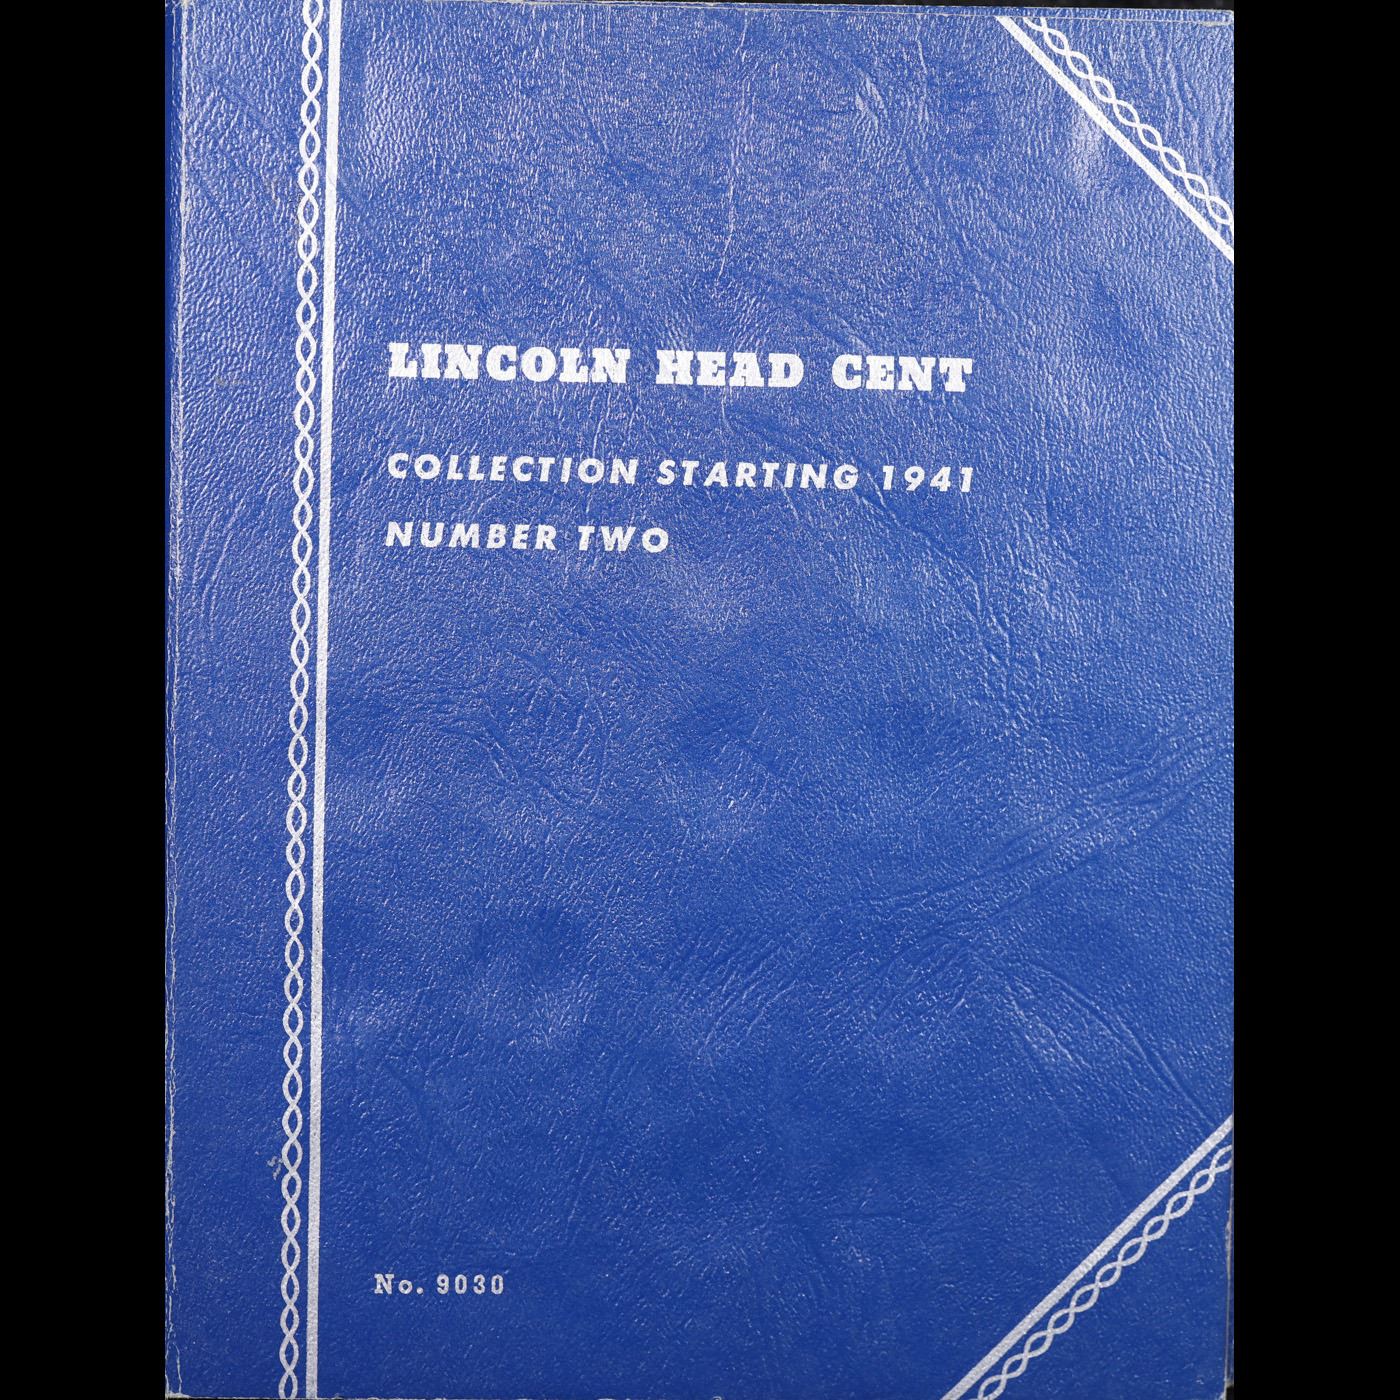 LINCOLN HEAD CENT
COLLECTION STARTING 1941
NUMBER TWO
No. 9030